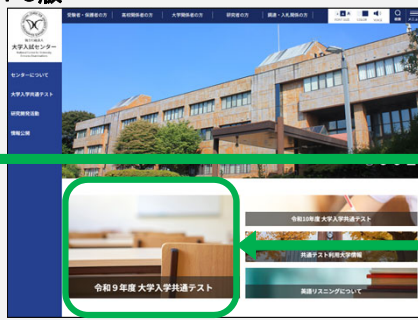 受験者・保護者の方
高校関係者の方
大学関係者の方
研究者の方
調達・入札関係の方
大学入試センター
センターについて
大学入学共通テスト
研究開発活動
情報公開
令和9年度 大学入学共通テスト
令和10年度 大学入学共通テスト
共通テスト利用大学情報
英語リスニングについて